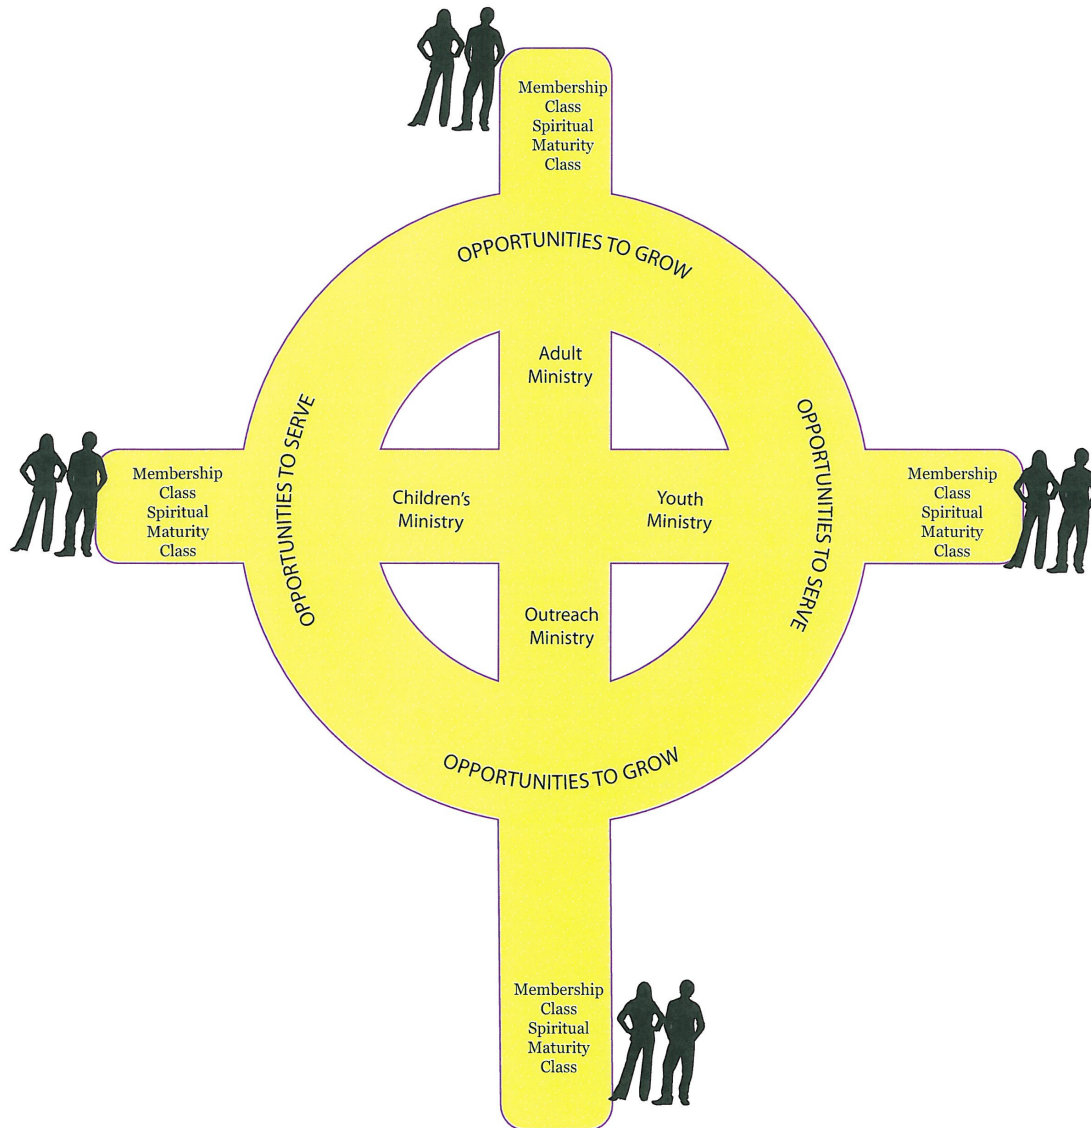 Membership
Class
Spiritual
Maturity
Class
OPPORTUNITIES TO GROW
Adult
Ministry
OPPORTUNITIES TO SERVE
OPPORTUNITIES TO SERVE
Membership
Class
Spiritual
Maturity
Class
Children's
Ministry
Youth
Ministry
Membership
Class
Spiritual
Maturity
Class
Outreach
Ministry
OPPORTUNITIES TO GROW
Membership
Class
Spiritual
Maturity
Class